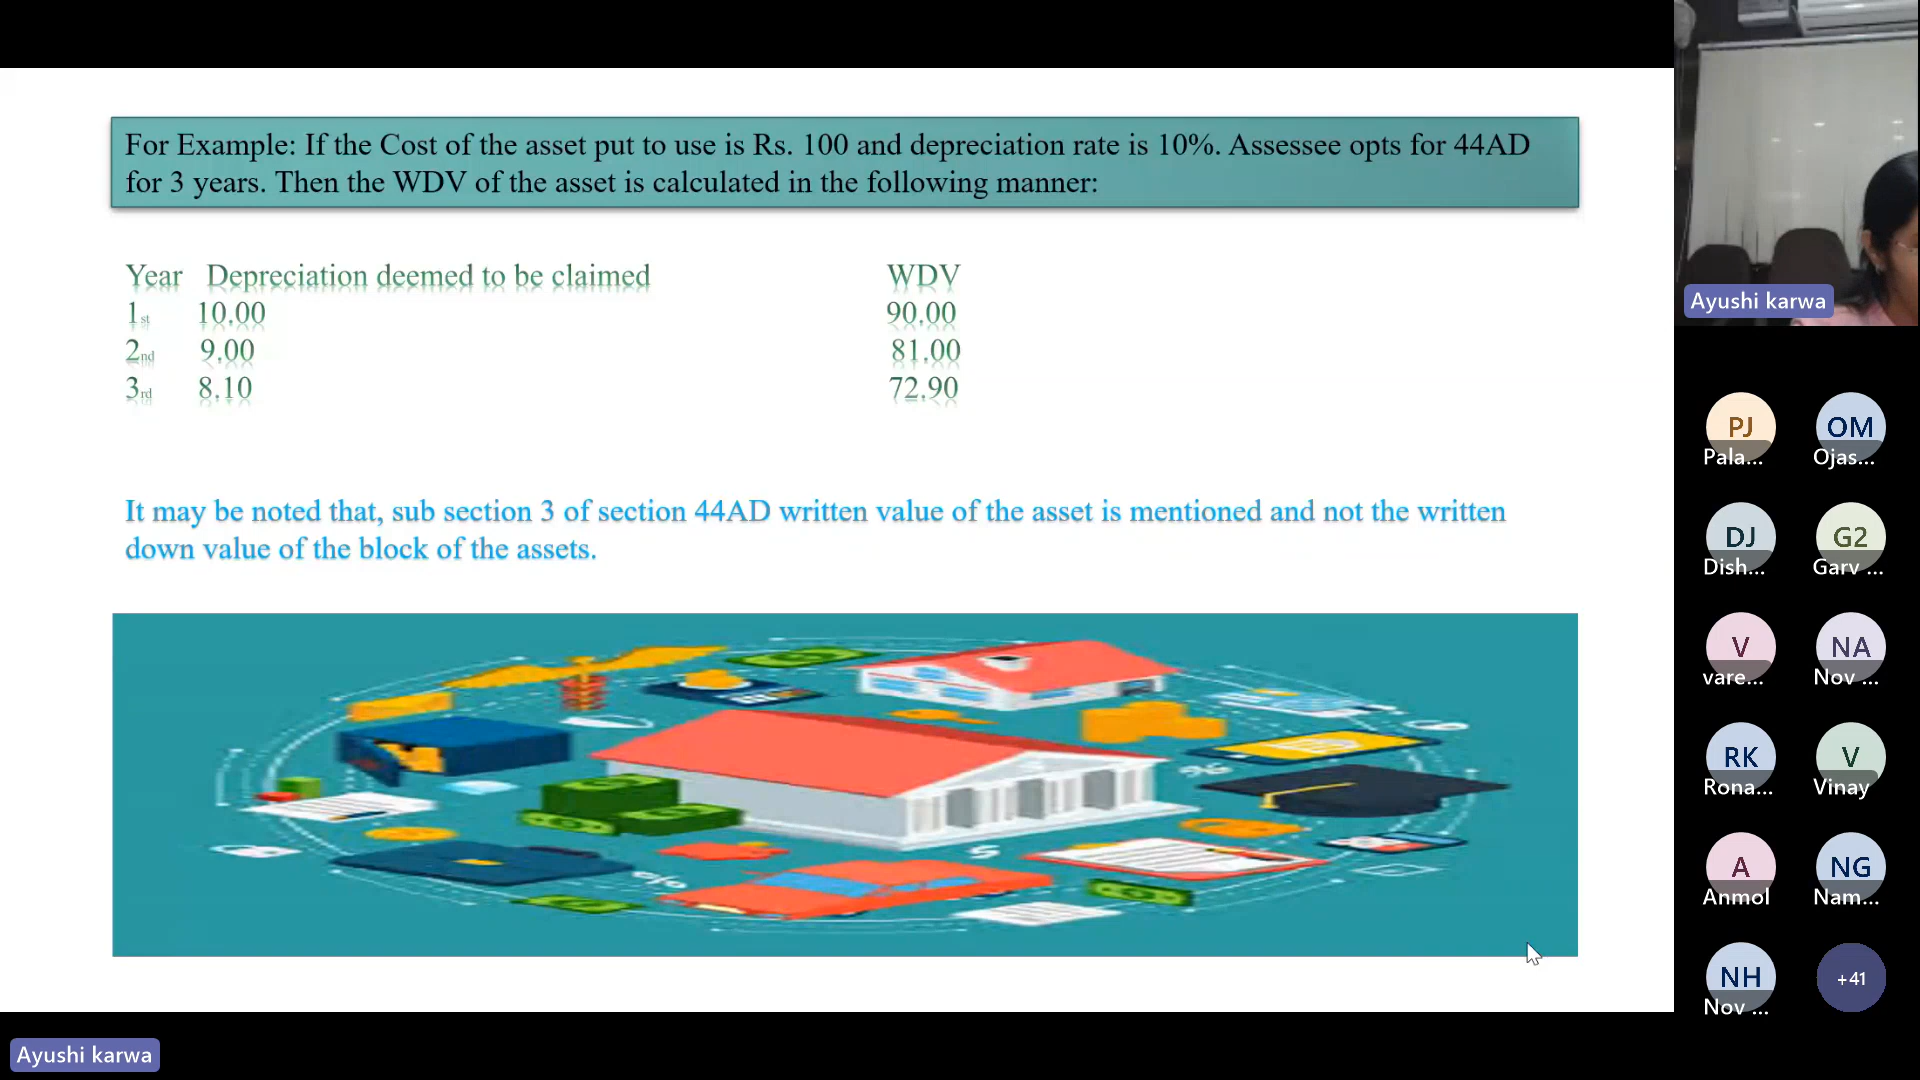 For Example: If the Cost of the asset put to use is Rs. 100 and depreciation rate is 10%. Assessee opts for 44AD
for 3 years. Then the WDV of the asset is calculated in the following manner:
Year Depreciation deemed to be claimed WDV
1st 10.00 90.00
2nd 9.00 81.00
3rd 8.10 72.90
It may be noted that, sub section 3 of section 44AD written value of the asset is mentioned and not the written
down value of the block of the assets.
Ayushi karwa
PJ OM
Pala... Ojas...
DJ G2
Dish... Garv ...
V NA
vare... Nov ...
RK V
Rona... Vinay
A NG
Anmol Nam...
NH +41
Nov ...
Ayushi karwa